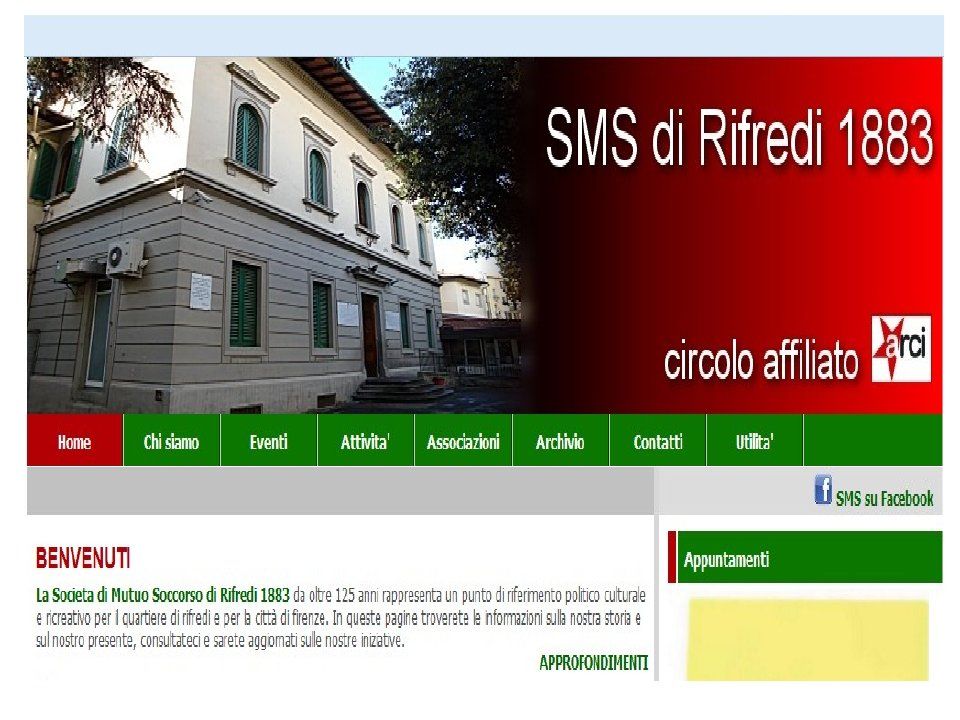 SMS di Rifredi 1883
circolo affiliato arci
Home Chi siamo Eventi Attivita' Associazioni Archivio Contatti Utilita'
f SMS su Facebook
BENVENUTI
La Societa di Mutuo Soccorso di Rifredi 1883 da oltre 125 anni rappresenta un punto di riferimento politico culturale
e ricreativo per il quartiere di rifredi e per la città di firenze. In queste pagine troverete le informazioni sulla nostra storia e
sul nostro presente, consultateci e sarete aggiornati sulle nostre iniziative.
APPROFONDIMENTI
Appuntamenti